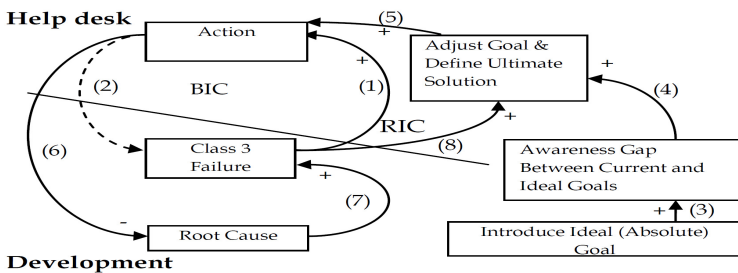 Help desk
(5)
Action
+
Adjust Goal &
Define Ultimate
Solution
+
+
(2)
BIC
(1)
(4)
RIC
+
(6)
(8)
Class 3
Failure
Awareness Gap
Between Current and
Ideal Goals
+
(7)
+
(3)
-
Root Cause
Introduce Ideal (Absolute)
Goal
Development